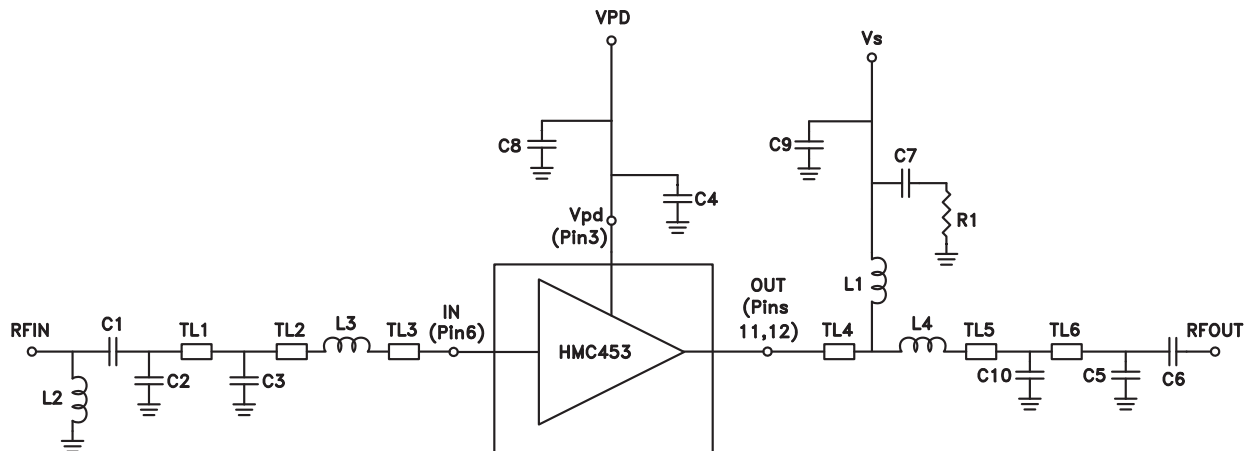 VPD
Vs
C8
C9
C7
C4
R1
Vpd
(Pin3)
L1
OUT
(Pins
11,12)
IN
(Pin6)
RFIN
C1
TL1
TL2
L3
TL3
HMC453
TL4
L4
TL5
TL6
RFOUT
L2
C2
C3
C10
C5
C6